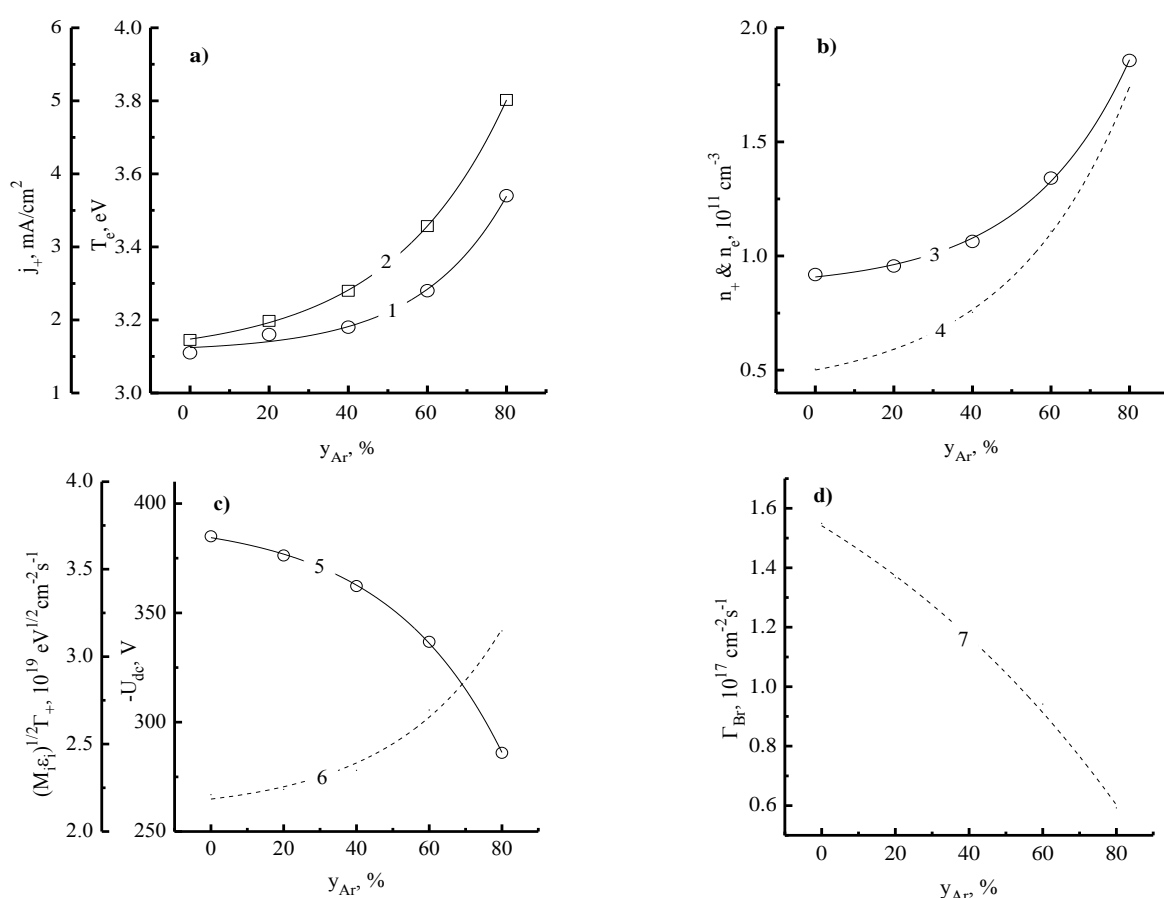 a)
6
5
4
3
2
1
j+, mA/cm2
4.0
3.8
3.6
3.4
3.2
3.0
Te, eV
2
1
0 20 40 60 80
yAr, %
b)
2.0
1.5
1.0
0.5
n+ & ne, 10^11 cm^-3
3
4
0 20 40 60 80
yAr, %
c)
4.0
3.5
3.0
2.5
2.0
(Miεi)^1/2Γ+, 10^19 eV^1/2cm^-2s^-1
400
350
300
250
-Udc, V
5
6
0 20 40 60 80
yAr, %
d)
1.6
1.4
1.2
1.0
0.8
0.6
ΓBr, 10^17 cm^-2s^-1
7
0 20 40 60 80
yAr, %